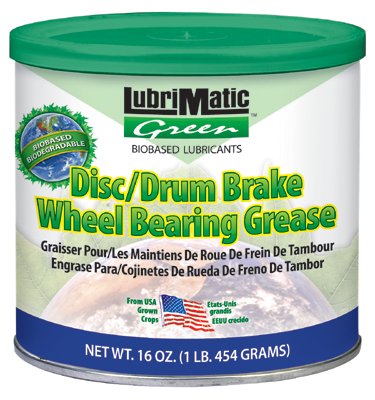 LUBRIMATIC™
Green
BIOBASED LUBRICANTS
BIOBASED
BIODEGRADABLE
Disc/Drum Brake
Wheel Bearing Grease
Graisser Pour/Les Maintiens De Roue De Frein De Tambour
Engrase Para/Cojinetes De Rueda De Freno De Tambor
From USA
Grown
Crops
Etats-Unis
grandis
EEUU crecido
NET WT. 16 OZ. (1 LB. 454 GRAMS)